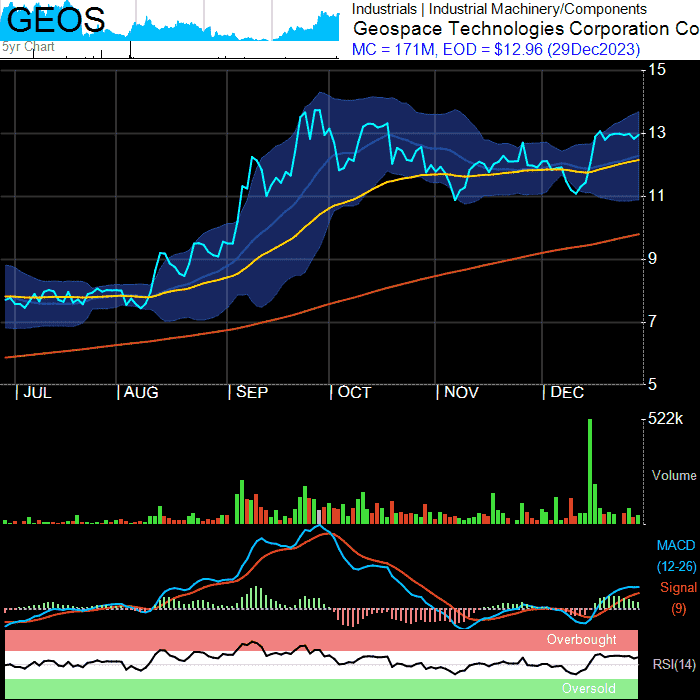 GEOS
5yr Chart
Industrials | Industrial Machinery/Components
Geospace Technologies Corporation Co
MC = 171M, EOD = $12.96 (29Dec2023)
15
13
11
9
7
5
|JUL |AUG |SEP |OCT |NOV |DEC
522k
Volume
MACD
(12-26)
Signal
(9)
Overbought
RSI(14)
Oversold